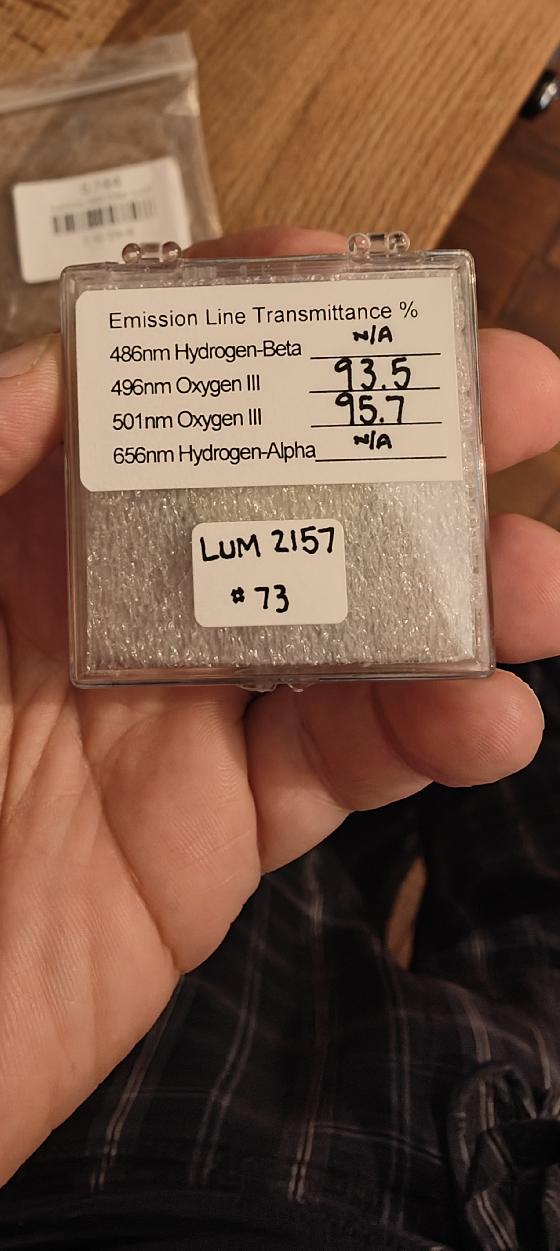 Emission Line Transmittance %
486nm Hydrogen-Beta N/A
496nm Oxygen III 93.5
501nm Oxygen III 95.7
656nm Hydrogen-Alpha N/A
LUM 2157
# 73